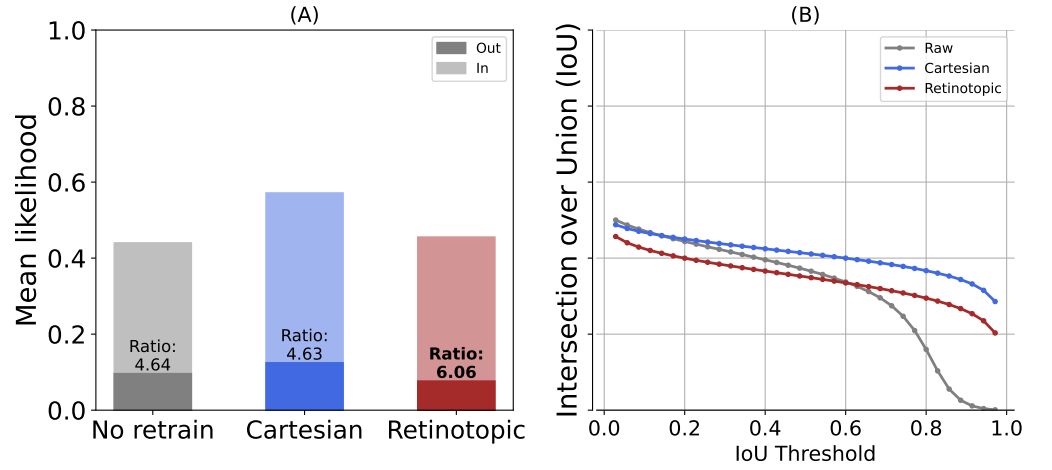 (A)
Mean likelihood
1.0
0.8
0.6
0.4
0.2
0.0
Out
In
Ratio:
4.64
Ratio:
4.63
Ratio:
6.06
No retrain
Cartesian
Retinotopic
(B)
Intersection over Union (IoU)
Raw
Cartesian
Retinotopic
0.0
0.2
0.4
0.6
0.8
1.0
IoU Threshold